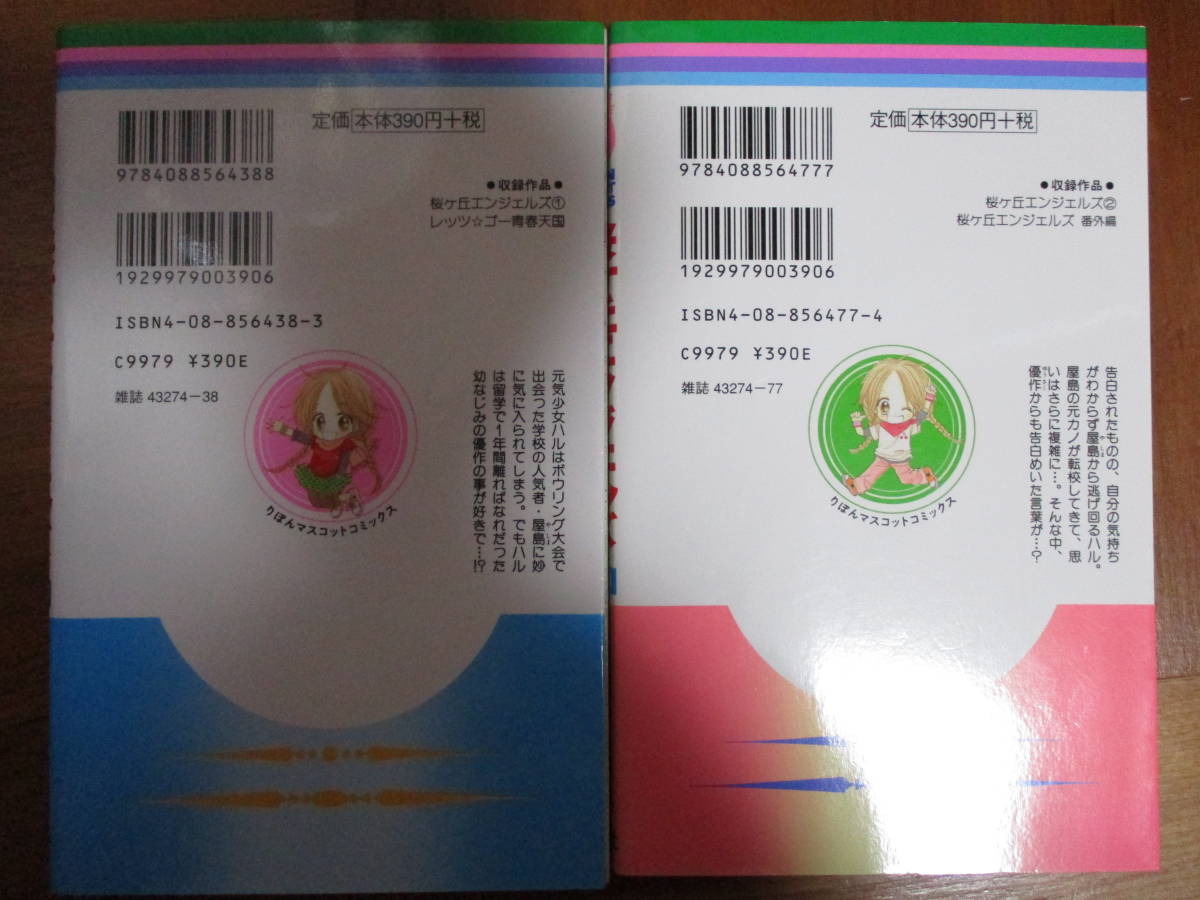 定価 本体390円+税
9784088564388
●収録作品●
桜ヶ丘エンジェルズ①
レッツ☆ゴー青春天国
1929979003906
ISBN4-08-856438-3
C9979 ¥390E
雑誌 43274-38
りぼんマスコットコミックス
元気少女ハルはボウリング大会で
出会った学校の人気者・屋島に妙
に気に入られてしまう。でもハル
は留学で1年間離ればなれだった
幼なじみの優作の事が好きで…!?
定価 本体390円+税
9784088564777
●収録作品●
桜ヶ丘エンジェルズ②
桜ヶ丘エンジェルズ 番外編
1929979003906
ISBN4-08-856477-4
C9979 ¥390E
雑誌 43274-77
りぼんマスコットコミックス
告白されたものの、自分の気持ち
がわからず屋島から逃げ回るハル。
屋島の元カノが転校してきて、思
いはさらに複雑に…。そんな中、
優作からも告白めいた言葉が…?